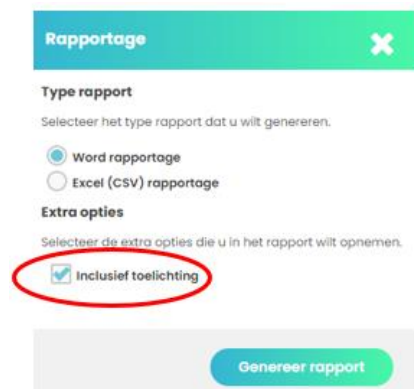 Rapportage
Type rapport
Selecteer het type rapport dat u wilt genereren.
Word rapportage
Excel (CSV) rapportage
Extra opties
Selecteer de extra opties die u in het rapport wilt opnemen.
Inclusief toelichting
Genereer rapport